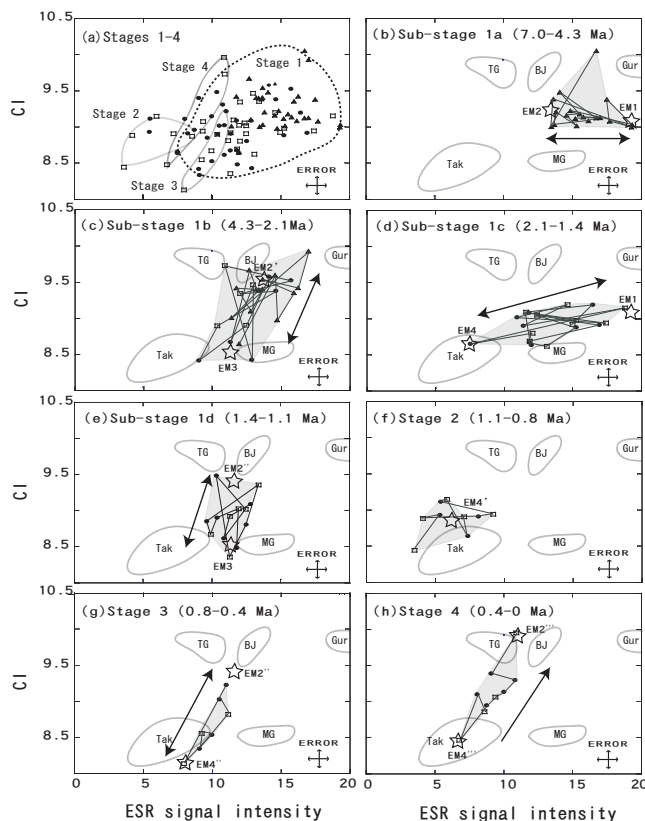 10.5
(a) Stages 1-4
(b) Sub-stage 1a (7.0-4.3 Ma)
Stage 4
Stage 1
TG
BJ
Gur
9.5
CI
Stage 2
EM2
EM1
8.5
Stage 3
ERROR
Tak
MG
ERROR
0 5 10 15 20
10.5
(c) Sub-stage 1b (4.3-2.1Ma)
(d) Sub-stage 1c (2.1-1.4 Ma)
TG
BJ
Gur
TG
BJ
Gur
EM2'
9.5
CI
EM1
EM4
8.5
Tak
MG
EM3
ERROR
Tak
MG
ERROR
10.5
(e) Sub-stage 1d (1.4-1.1 Ma)
(f) Stage 2 (1.1-0.8 Ma)
TG
BJ
Gur
TG
BJ
Gur
9.5
EM2''
CI
EM4'
8.5
Tak
MG
EM3
ERROR
Tak
MG
ERROR
10.5
(g) Stage 3 (0.8-0.4 Ma)
(h) Stage 4 (0.4-0 Ma)
EM2'''
TG
BJ
Gur
TG
BJ
Gur
9.5
EM2''
CI
8.5
Tak
MG
EM4''
ERROR
Tak
MG
EM4'''
ERROR
0 5 10 15 20
0 5 10 15 20
ESR signal intensity
ESR signal intensity